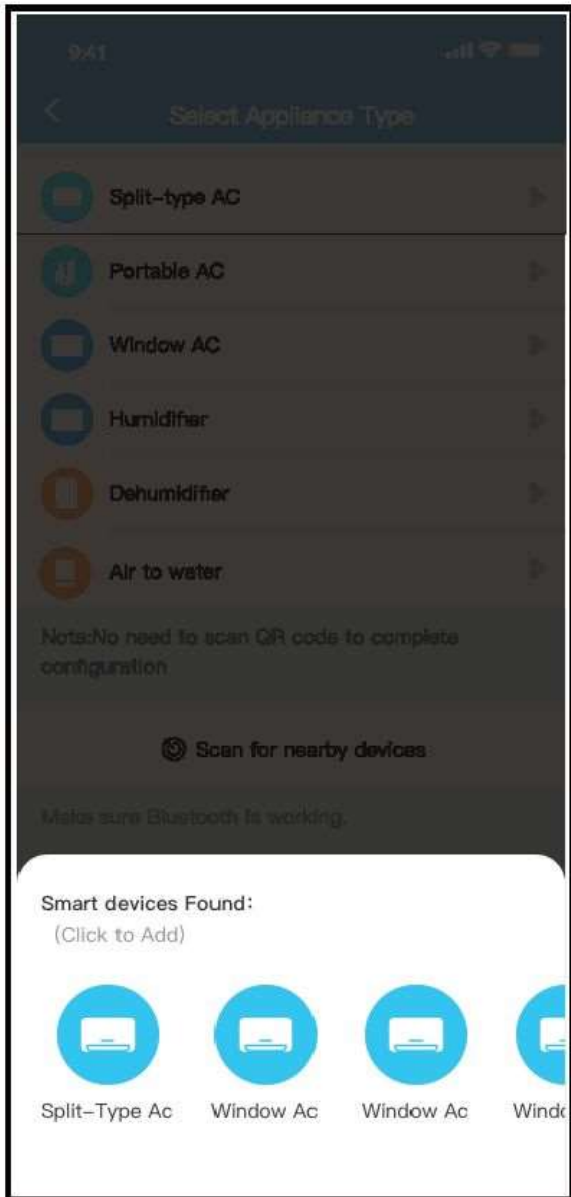 9:41
Select Appliance Type
Split-type AC
Portable AC
Window AC
Humidifier
Dehumidifier
Air to water
Note:No need to scan QR code to complete
configuration
Scan for nearby devices
Make sure Bluetooth is working.
Smart devices Found:
(Click to Add)
Split-Type Ac Window Ac Window Ac Windo